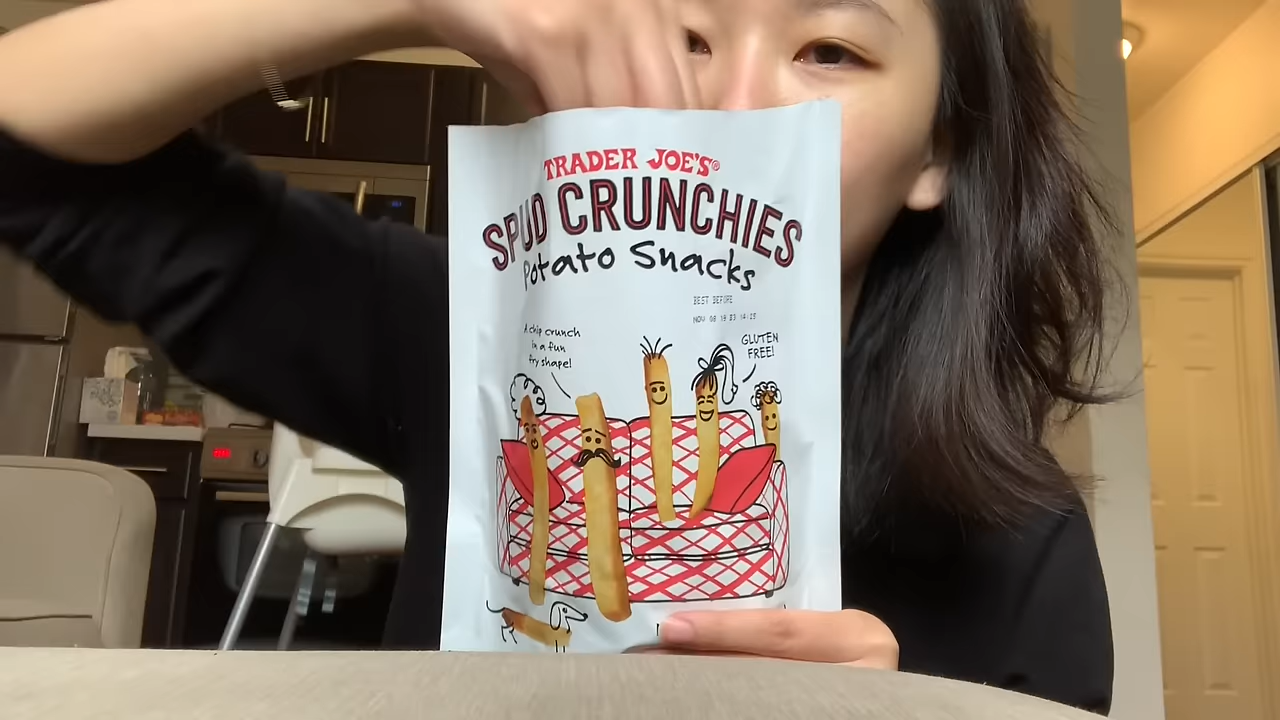 TRADER JOE'S®
SPUD CRUNCHIES
Potato Snacks
BEST BEFORE
A chip crunch
in a fun
fry shape!
GLUTEN
FREE!